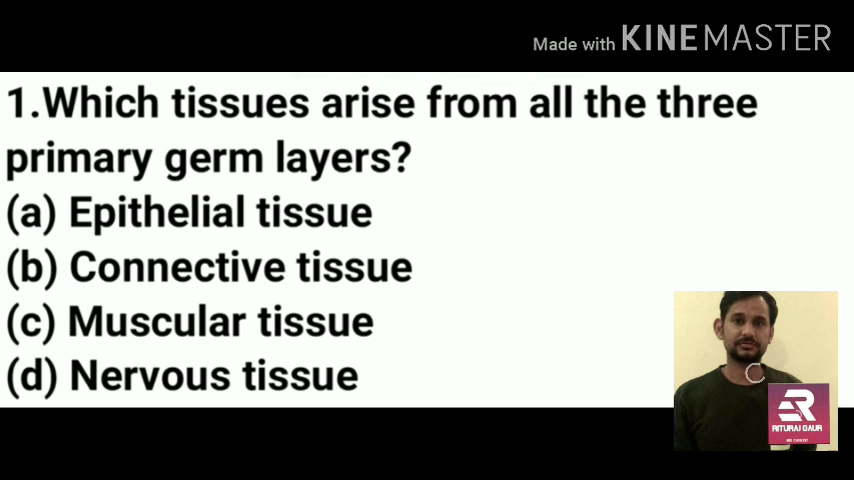 Made with KINEMASTER
1.Which tissues arise from all the three
primary germ layers?
(a) Epithelial tissue
(b) Connective tissue
(c) Muscular tissue
(d) Nervous tissue
RITURAJ GAUR